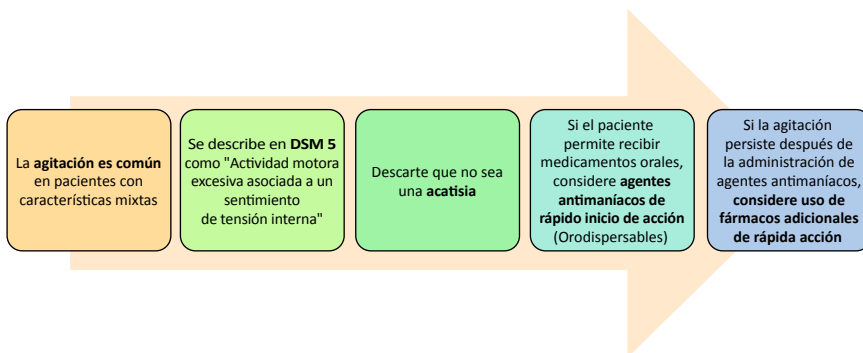 La agitación es común
en pacientes con
características mixtas
Se describe en DSM 5
como "Actividad motora
excesiva asociada a un
sentimiento
de tensión interna"
Descarte que no sea
una acatisia
Si el paciente
permite recibir
medicamentos orales,
considere agentes
antimaníacos de
rápido inicio de acción
(Orodispersables)
Si la agitación
persiste después de
la administración de
agentes antimaníacos,
considere uso de
fármacos adicionales
de rápida acción